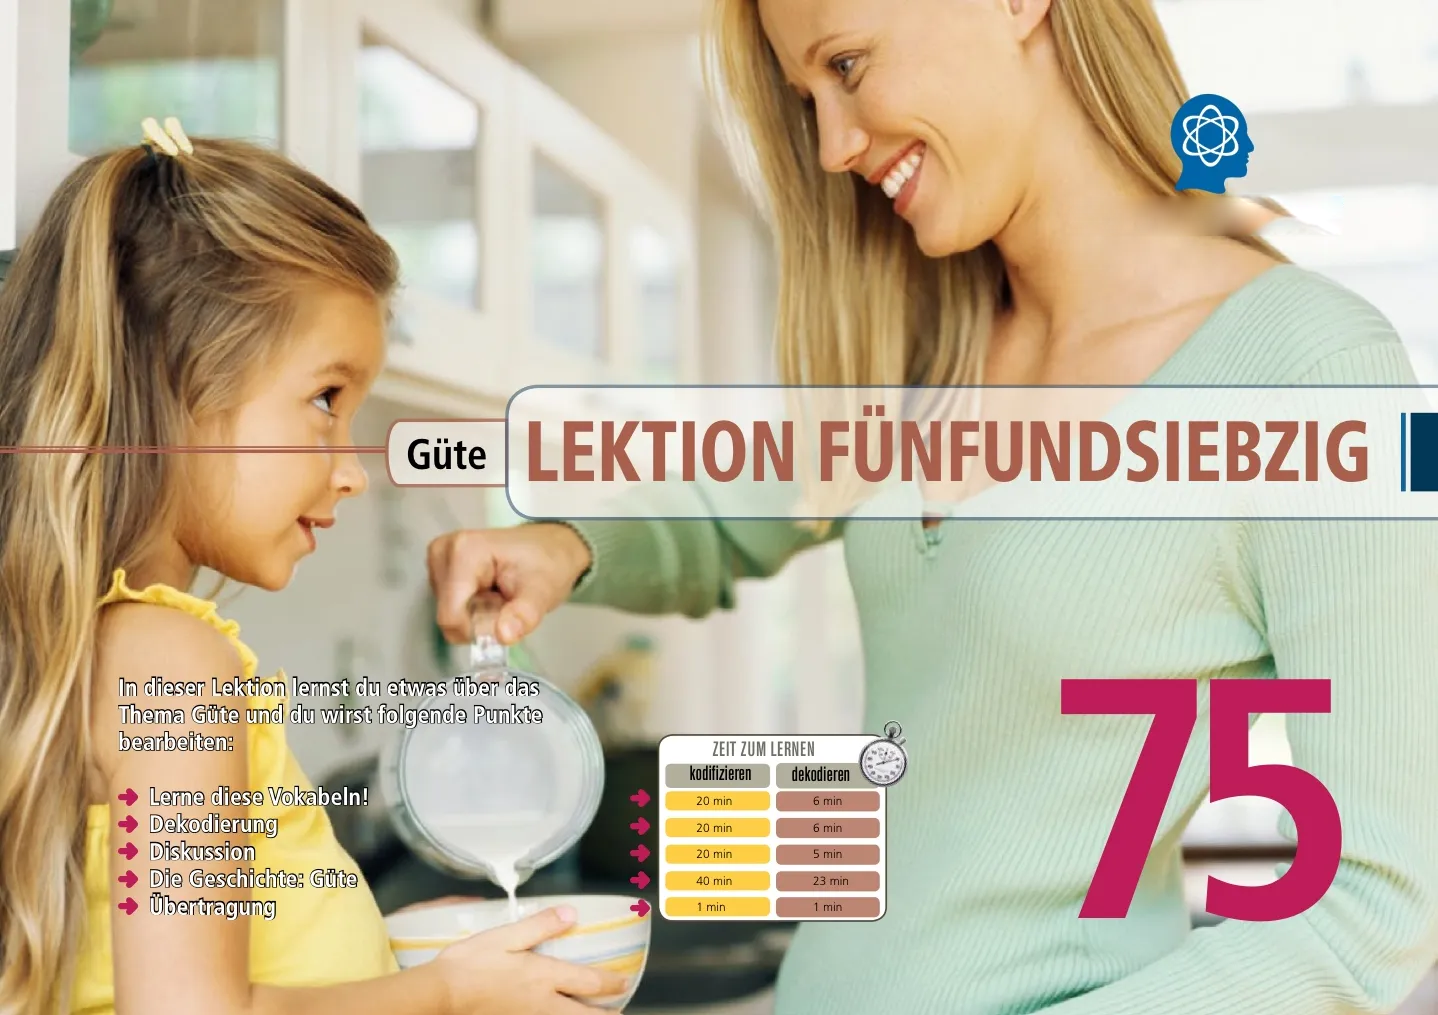 Güte
LEKTION FÜNFUNDSIEBZIG
In dieser Lektion lernst du etwas über das
Thema Güte und du wirst folgende Punkte
bearbeiten:
Lerne diese Vokabeln!
Dekodierung
Diskussion
Die Geschichte: Güte
Übertragung
ZEIT ZUM LERNEN
kodifizieren dekodieren
20 min 6 min
20 min 6 min
20 min 5 min
40 min 23 min
1 min 1 min
75